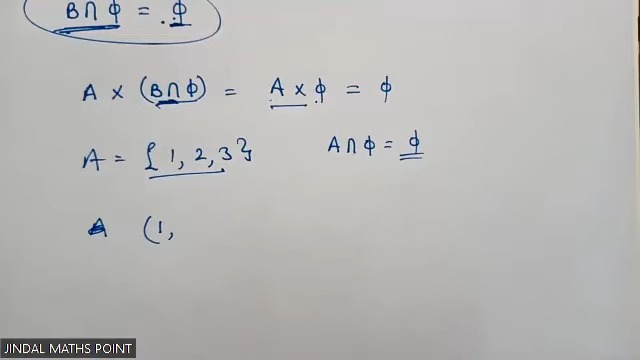 B∩ϕ = ϕ
A × (B∩ϕ) = A × ϕ = ϕ
A = {1, 2, 3} A∩ϕ = ϕ
(1,
JINDAL MATHS POINT